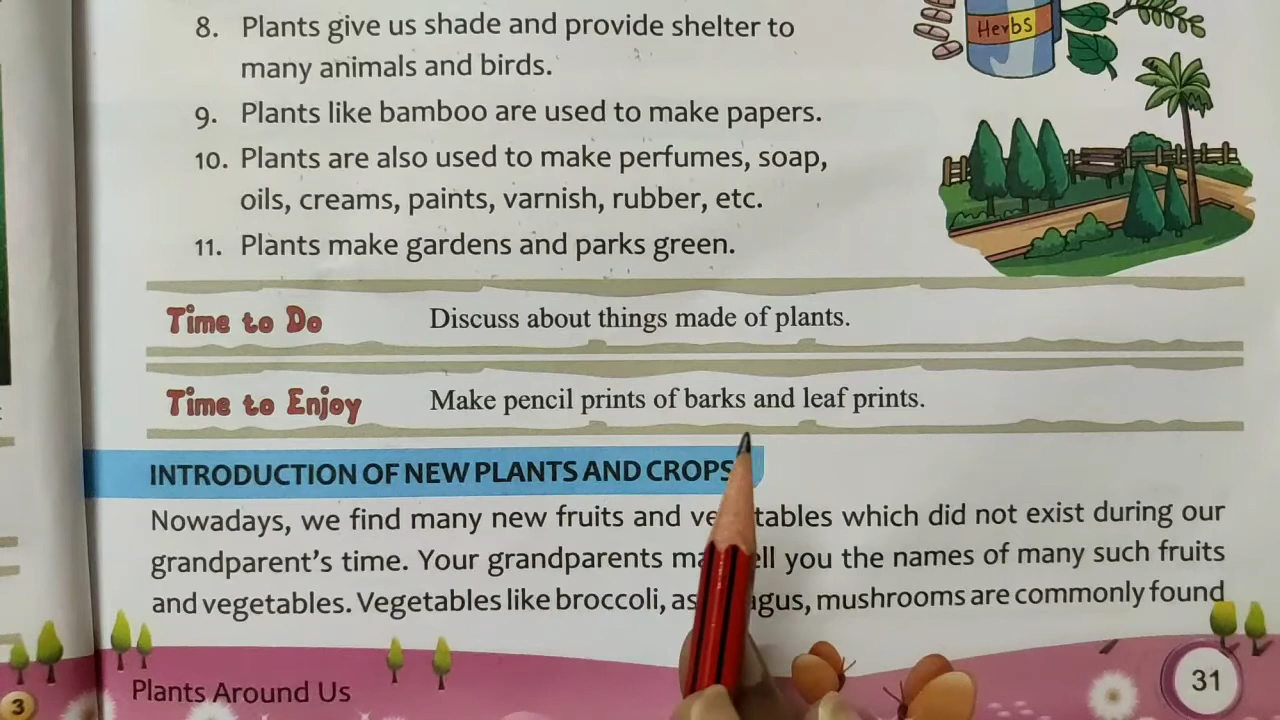 8. Plants give us shade and provide shelter to
many animals and birds.
9. Plants like bamboo are used to make papers.
10. Plants are also used to make perfumes, soap,
oils, creams, paints, varnish, rubber, etc.
11. Plants make gardens and parks green.
Herbs
Time to Do Discuss about things made of plants.
Time to Enjoy Make pencil prints of barks and leaf prints.
INTRODUCTION OF NEW PLANTS AND CROPS
Nowadays, we find many new fruits and which did not exist during our
grandparent's time. Your grandparents you the names of many such fruits
and vegetables. Vegetables like broccoli, mushrooms are commonly found
Plants Around Us
31
3